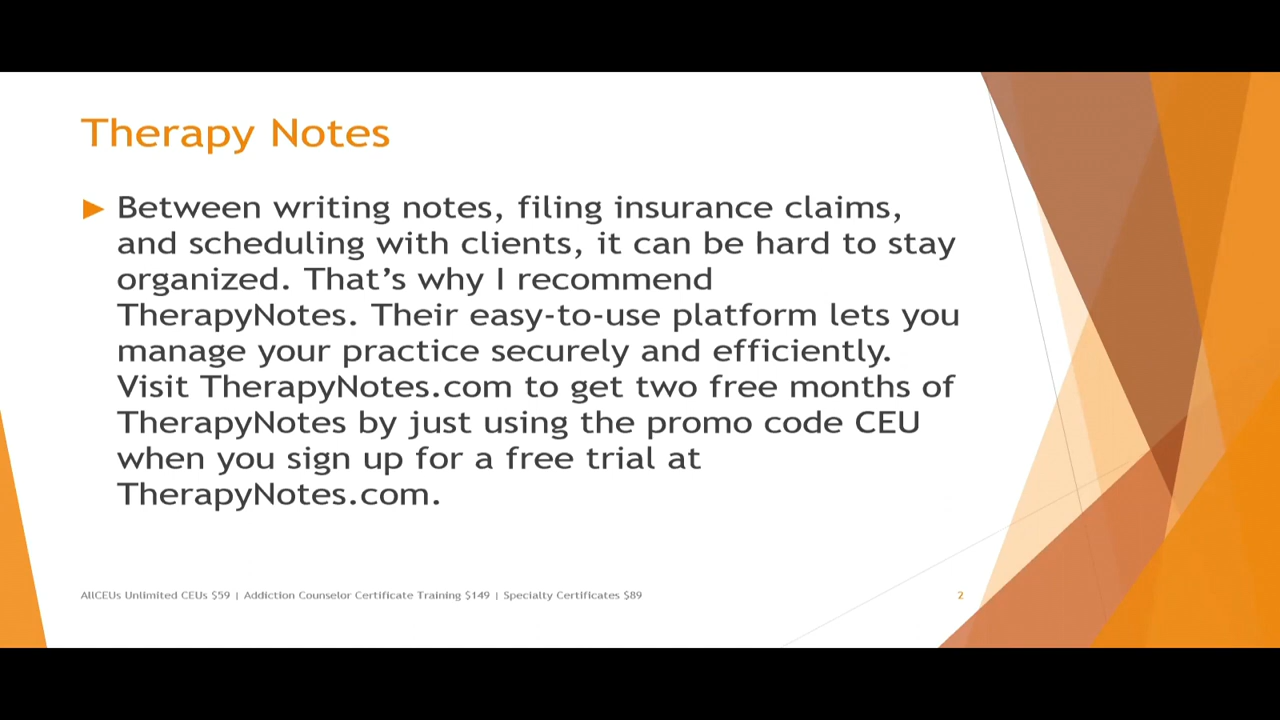 Therapy Notes
Between writing notes, filing insurance claims,
and scheduling with clients, it can be hard to stay
organized. That’s why I recommend
TherapyNotes. Their easy-to-use platform lets you
manage your practice securely and efficiently.
Visit TherapyNotes.com to get two free months of
TherapyNotes by just using the promo code CEU
when you sign up for a free trial at
TherapyNotes.com.
AllCEUs Unlimited CEUs $59 | Addiction Counselor Certificate Training $149 | Specialty Certificates $89
2